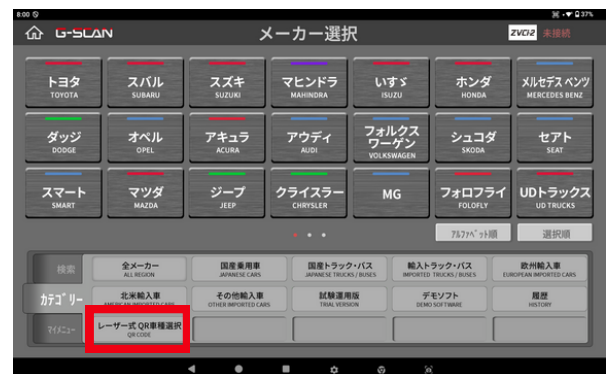 8:00
37%
G-SCAN
メーカー選択
ZVCI-2 未接続
トヨタ スバル スズキ マヒンドラ いすゞ ホンダ メルセデス ベンツ
TOYOTA SUBARU SUZUKI MAHINDRA ISUZU HONDA MERCEDES BENZ
ダッジ オペル アキュラ アウディ フォルクスワーゲン シュコダ セアト
DODGE OPEL ACURA AUDI VOLKSWAGEN SKODA SEAT
スマート マツダ ジープ クライスラー MG フォロフライ UDトラックス
SMART MAZDA JEEP CHRYSLER FOLOFLY UD TRUCKS
アルファベット順 選択順
検索 全メーカー 国産乗用車 国産トラック・バス 輸入トラック・バス 欧州輸入車
ALL REGION JAPANESE CARS JAPANESE TRUCKS / BUSES IMPORTED TRUCKS / BUSES EUROPEAN IMPORTED CARS
カテゴリー 北米輸入車 その他輸入車 試験運用版 デモソフト 履歴
AMERICAN IMPORTED CARS OTHER IMPORTED CARS TRIAL VERSION DEMO SOFTWARE HISTORY
マイメニュー レーザー式 QR車種選択
QR CODE